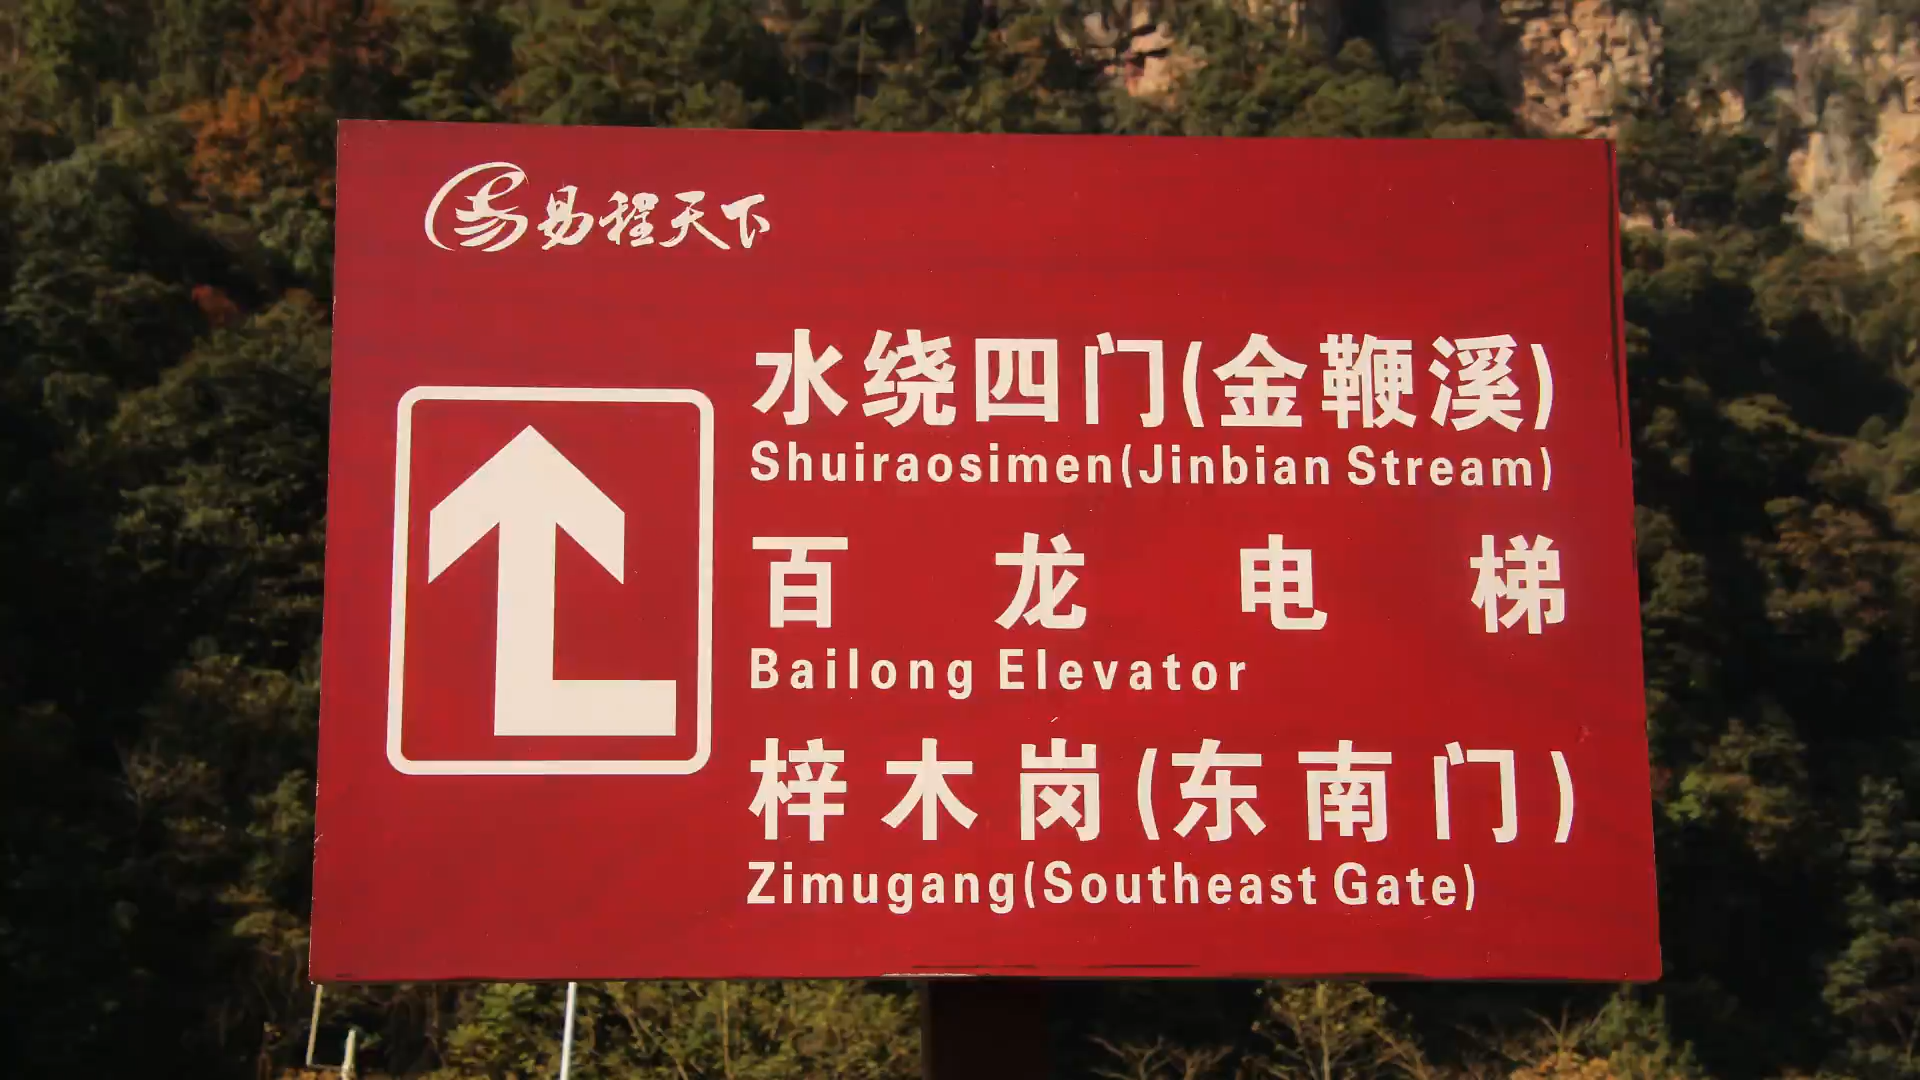 易程天下
水绕四门(金鞭溪)
Shuiraosimen(Jinbian Stream)
百龙电梯
Bailong Elevator
梓木岗(东南门)
Zimugang(Southeast Gate)